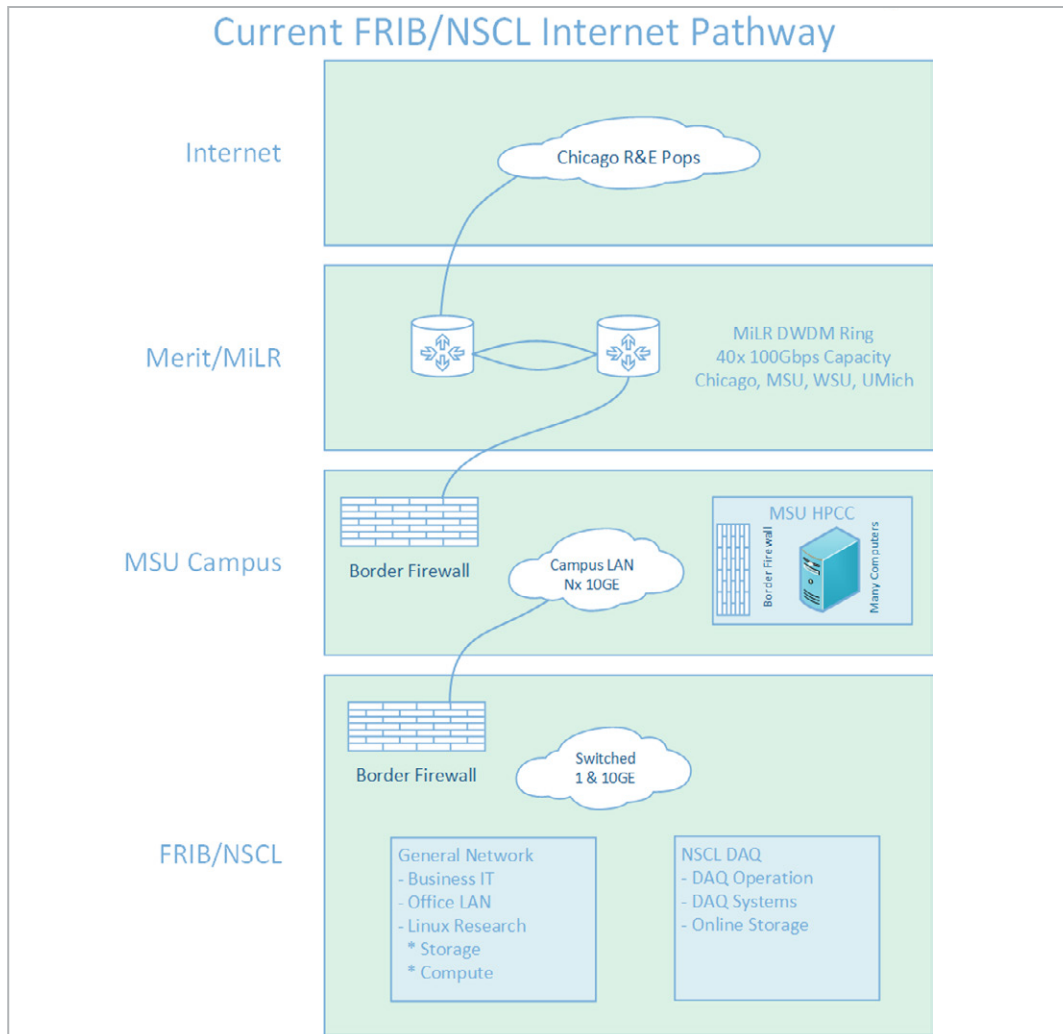 Current FRIB/NSCL Internet Pathway
Internet
Chicago R&E Pops
Merit/MiLR
MiLR DWDM Ring
40x 100Gbps Capacity
Chicago, MSU, WSU, UMich
MSU Campus
Border Firewall
Campus LAN
Nx 10GE
MSU HPCC
Border Firewall
Many Computers
FRIB/NSCL
Border Firewall
Switched
1 & 10GE
General Network
- Business IT
- Office LAN
- Linux Research
* Storage
* Compute
NSCL DAQ
- DAQ Operation
- DAQ Systems
- Online Storage